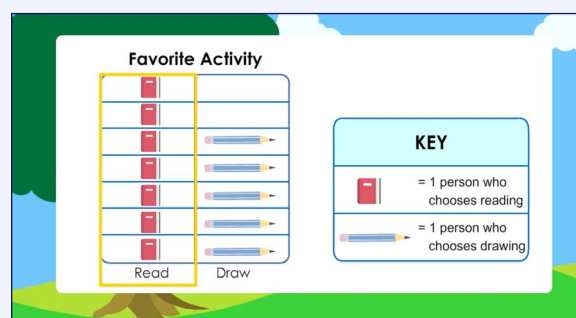 Favorite Activity
Read
Draw
KEY
= 1 person who
chooses reading
= 1 person who
chooses drawing